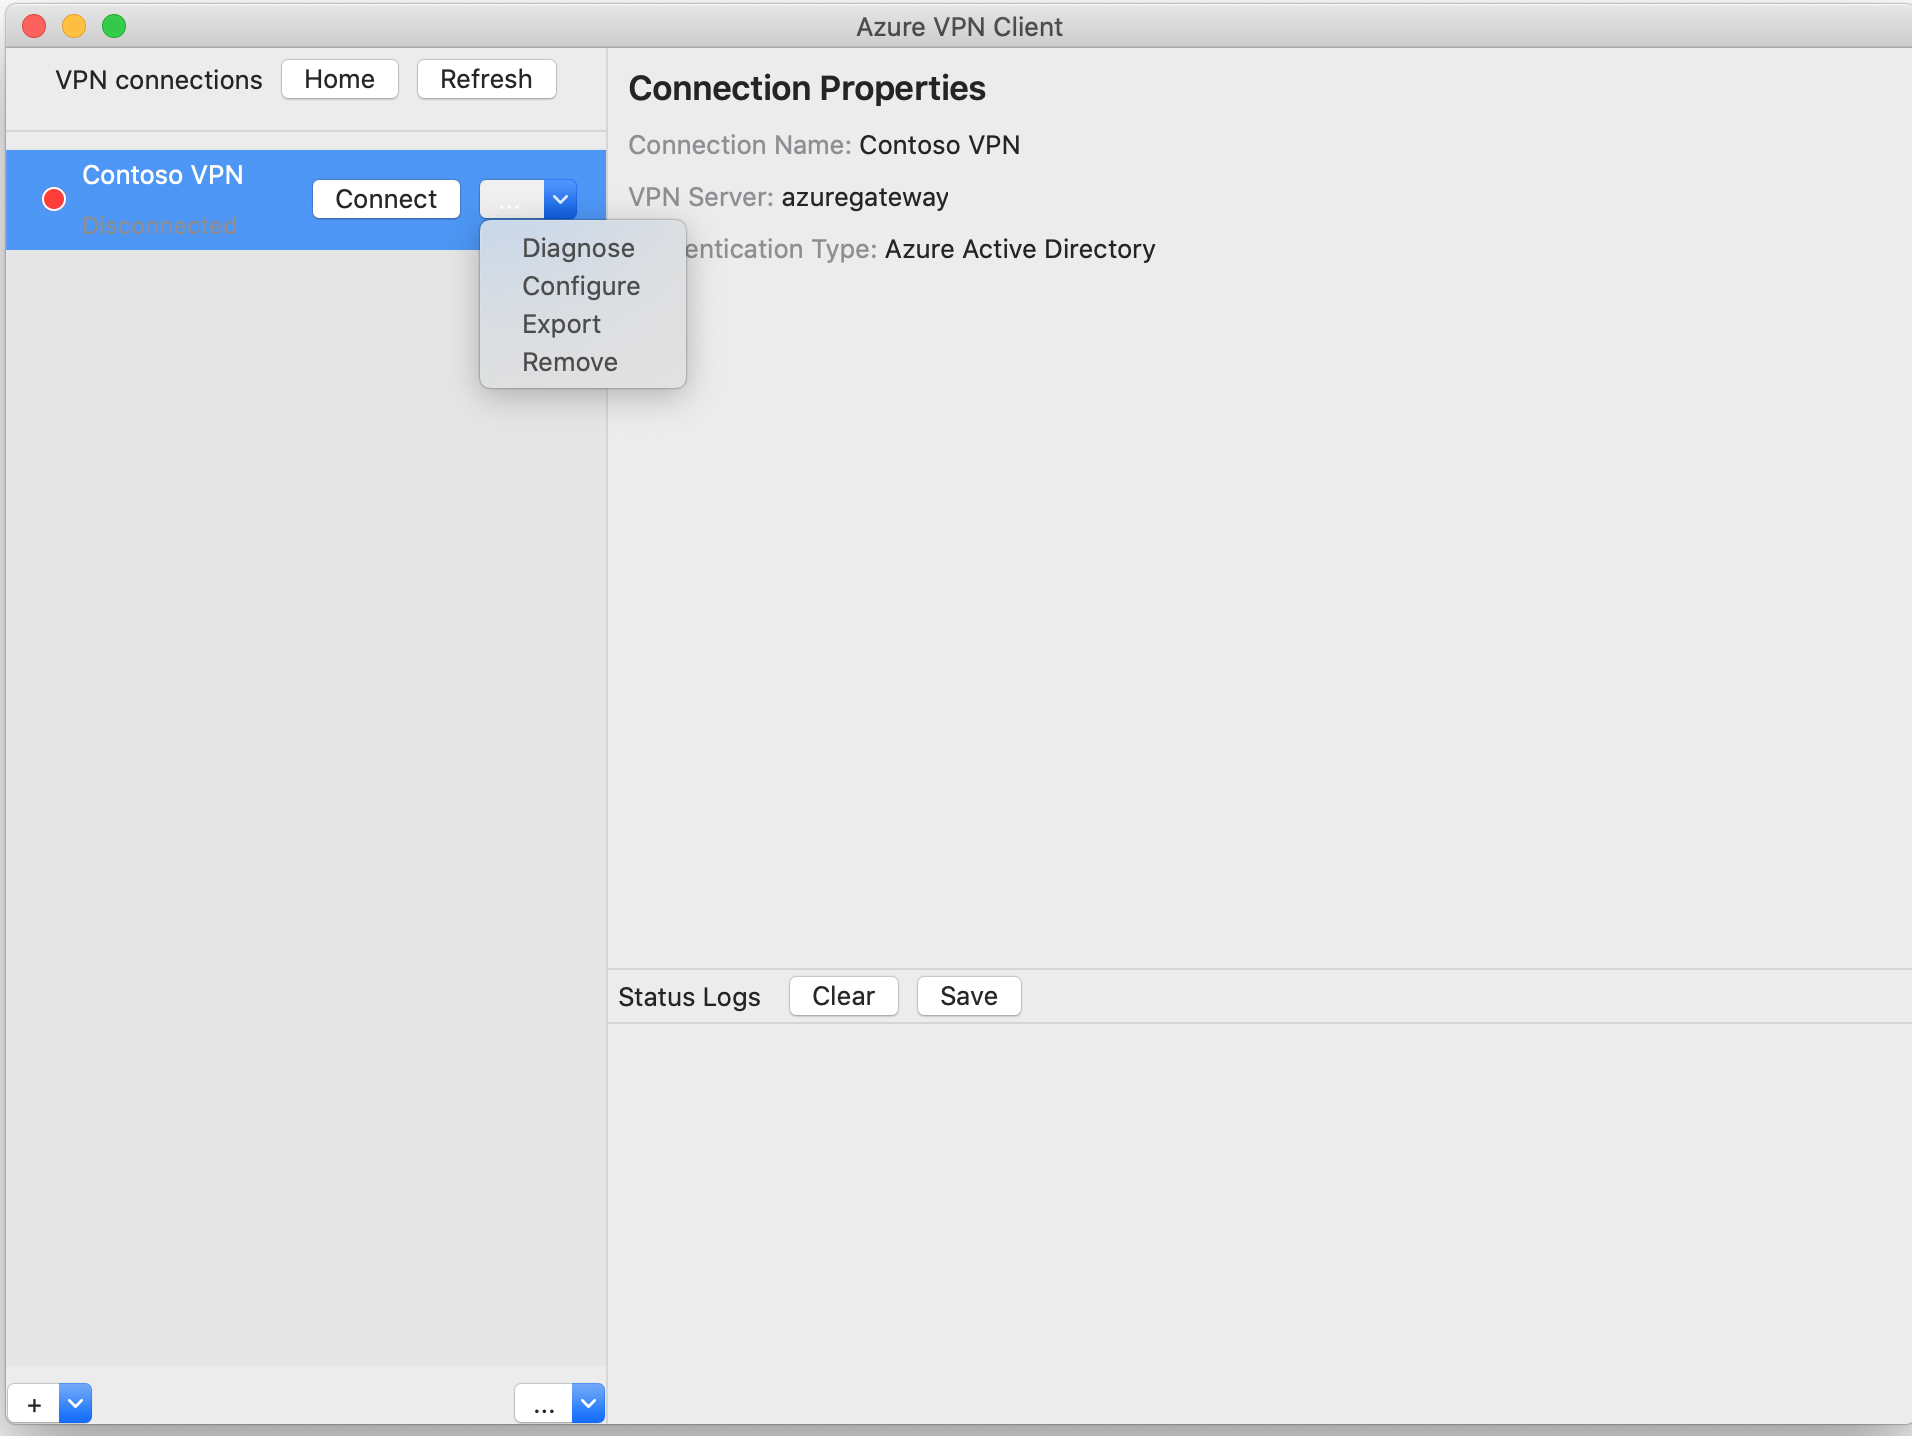 Azure VPN Client
VPN connections Home Refresh
Contoso VPN
Disconnected
Connect ...
Diagnose
Configure
Export
Remove
Connection Properties
Connection Name: Contoso VPN
VPN Server: azuregateway
entication Type: Azure Active Directory
Status Logs Clear Save
+ ...